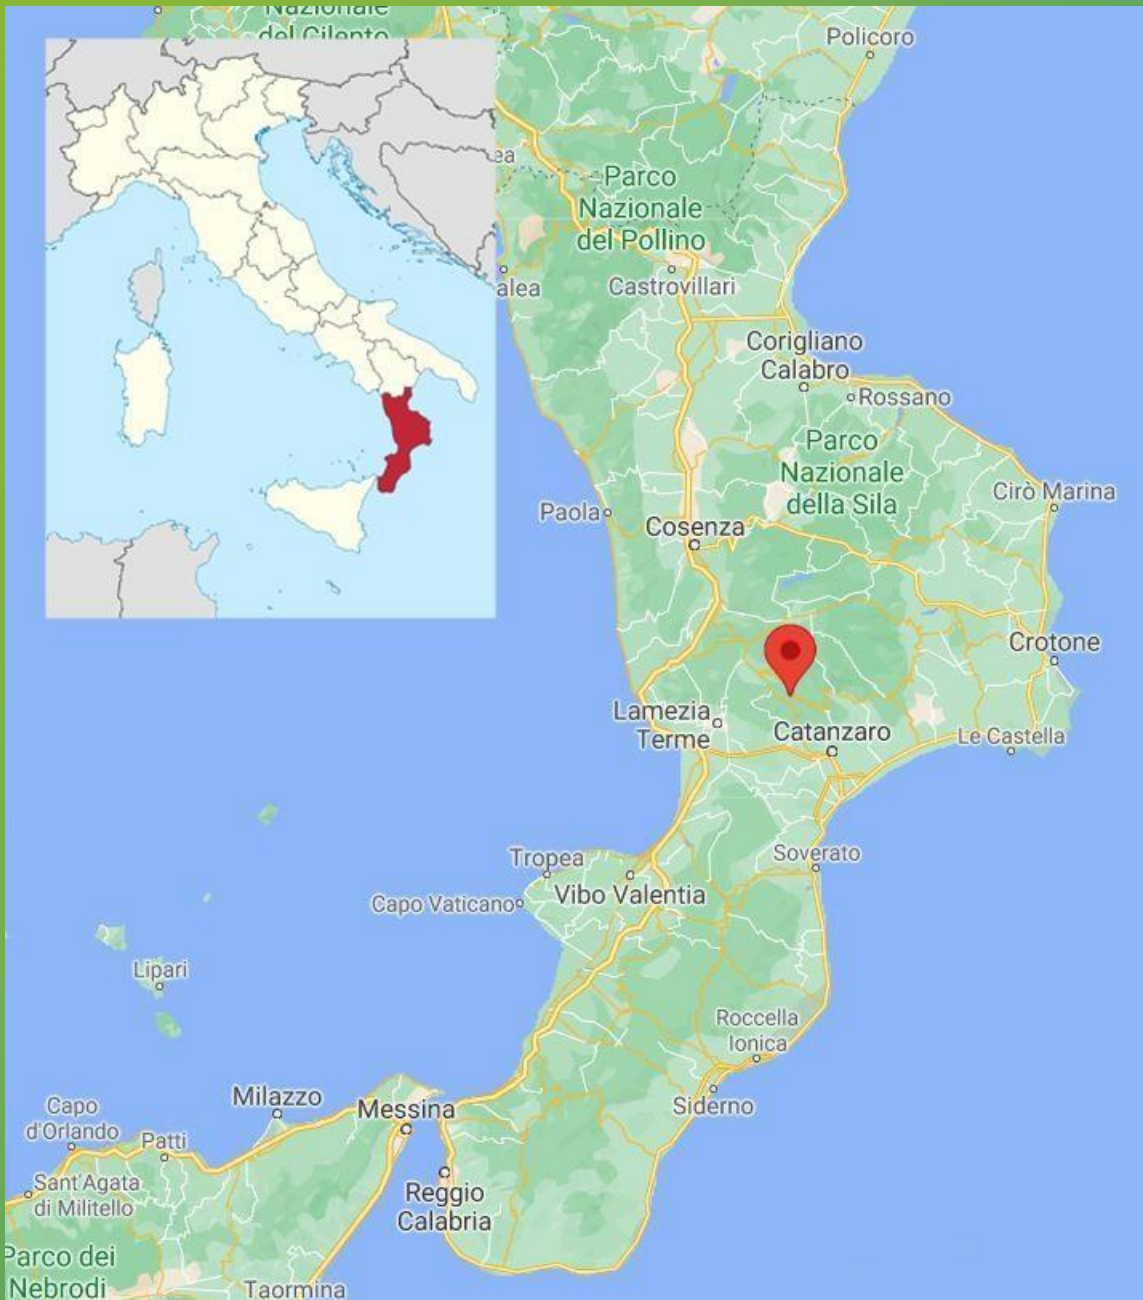 Nazionale
del Cilento
Policoro
Parco
Nazionale
del Pollino
Castrovillari
Corigliano
Calabro
Rossano
Parco
Nazionale
della Sila
Cirò Marina
Paola
Cosenza
Crotone
Lamezia
Terme
Catanzaro
Le Castella
Tropea
Soverato
Vibo Valentia
Capo Vaticano
Lipari
Roccella
Ionica
Siderno
Milazzo
Messina
Capo
d'Orlando
Patti
Sant'Agata
di Militello
Reggio
Calabria
Parco dei
Nebrodi
Taormina